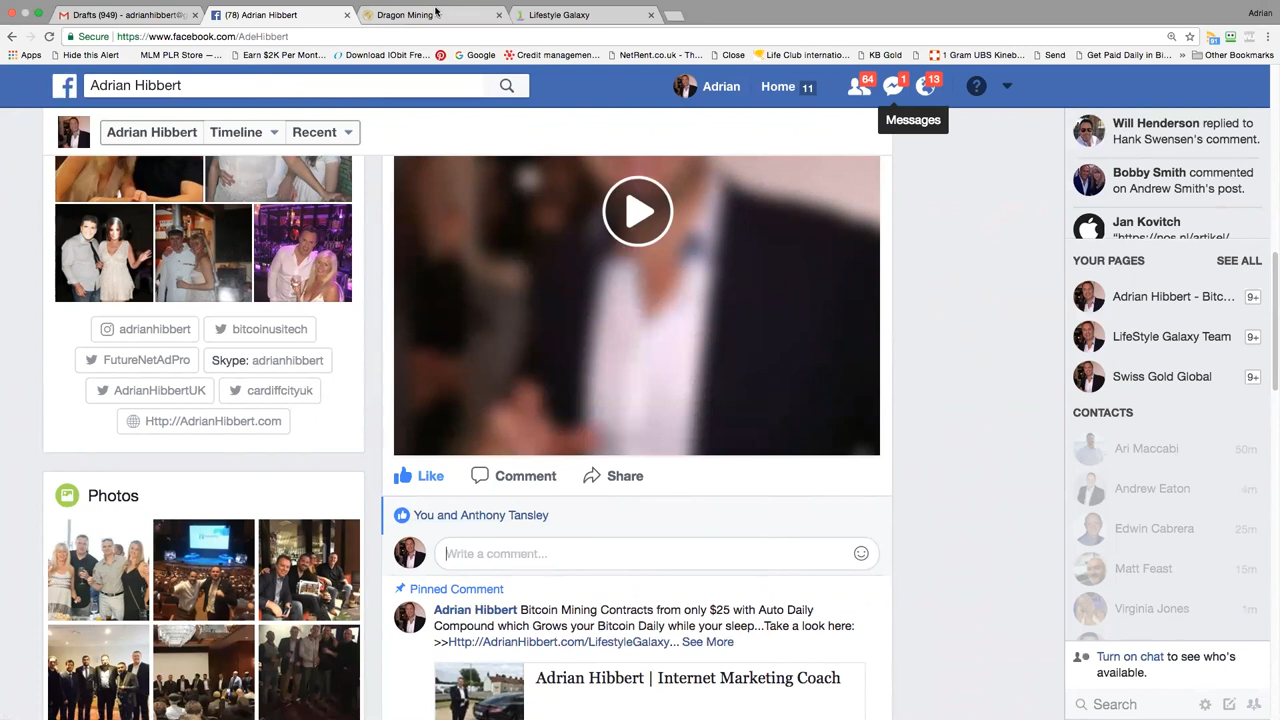 Drafts (949) - adrianhibbert@g
(78) Adrian Hibbert
Dragon Mining
Lifestyle Galaxy
Adrian
Secure
https://www.facebook.com/AdeHibbert
Apps
Hide this Alert
MLM PLR Store —
Earn $2K Per Mont...
Download IObit Fre...
Google
Credit managemen...
NetRent.co.uk - Th...
Close
Life Club internatio...
KB Gold
1 Gram UBS Kineb...
Send
Get Paid Daily in Bi...
Other Bookmarks
Adrian Hibbert
Adrian
Home 11
64
1
13
?
Messages
Adrian Hibbert
Timeline
Recent
Will Henderson replied to
Hank Swensen's comment.
Bobby Smith commented
on Andrew Smith's post.
Jan Kovitch
"https://nos.nl/artikel/
YOUR PAGES
SEE ALL
Adrian Hibbert - Bitc...
9+
LifeStyle Galaxy Team
9+
Swiss Gold Global
9+
CONTACTS
Ari Maccabi 50m
Andrew Eaton 4m
Edwin Cabrera 25m
Matt Feast 15m
Virginia Jones 1m
Turn on chat to see who's
available.
Search
adrianhibbert
bitcoinusitech
FutureNetAdPro
Skype: adrianhibbert
AdrianHibbertUK
cardiffcityuk
Http://AdrianHibbert.com
Photos
Like
Comment
Share
You and Anthony Tansley
Write a comment...
Pinned Comment
Adrian Hibbert Bitcoin Mining Contracts from only $25 with Auto Daily
Compound which Grows your Bitcoin Daily while your sleep...Take a look here:
>>Http://AdrianHibbert.com/LifestyleGalaxy... See More
Adrian Hibbert | Internet Marketing Coach